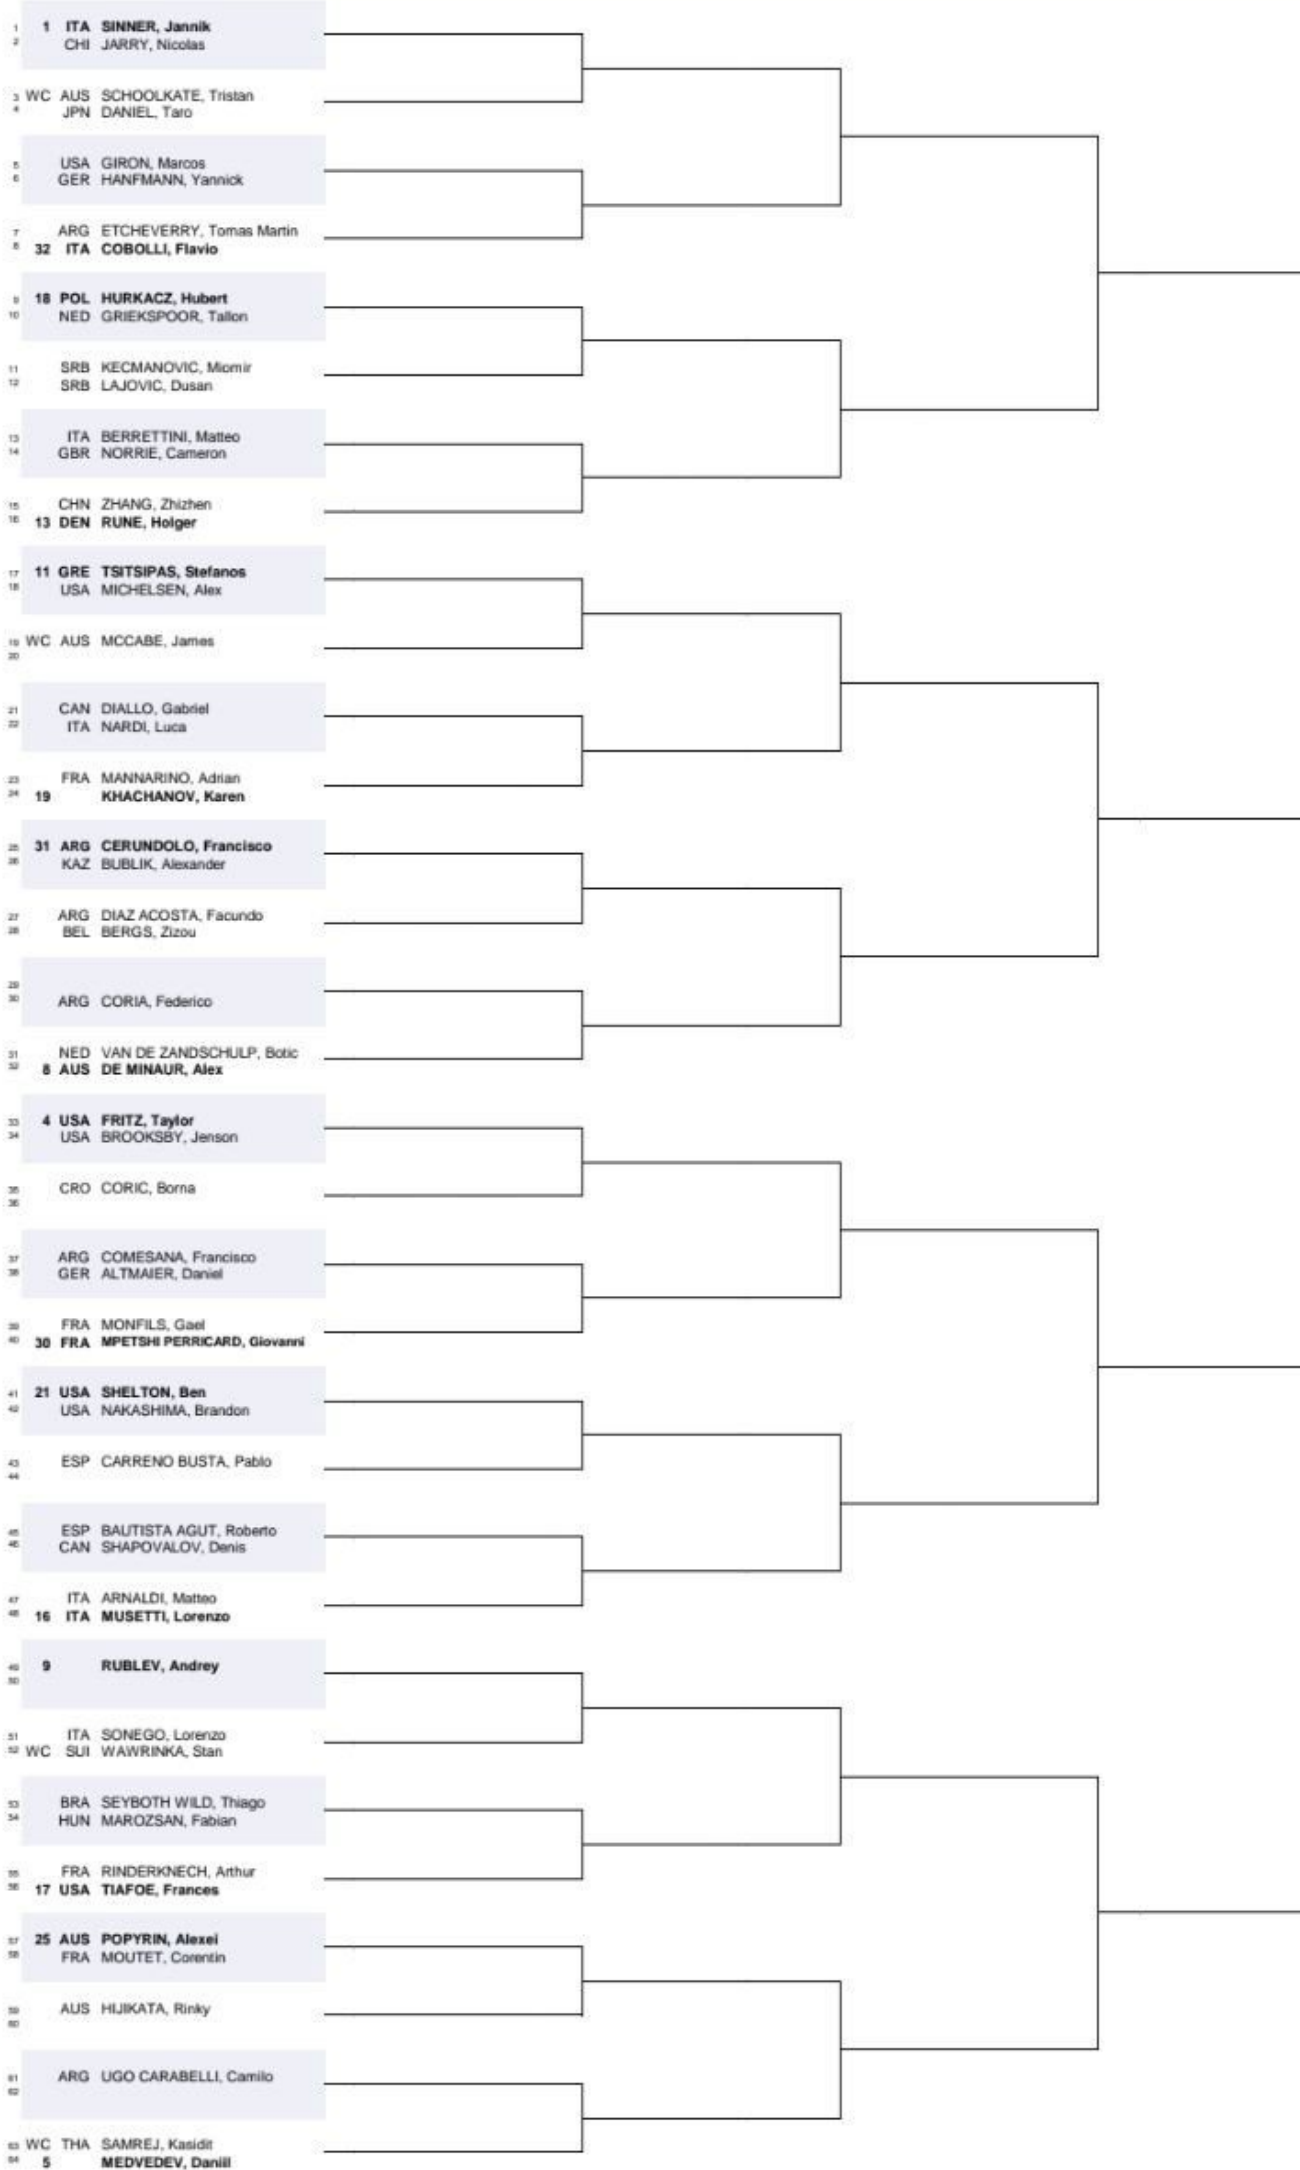 1 1 ITA SINNER, Jannik
2 CHI JARRY, Nicolas
3 WC AUS SCHOOLKATE, Tristan
4 JPN DANIEL, Taro
5 USA GIRON, Marcos
6 GER HANFMANN, Yannick
7 ARG ETCHEVERRY, Tomas Martin
8 32 ITA COBOLLI, Flavio
9 18 POL HURKACZ, Hubert
10 NED GRIEKSPOOR, Tallon
11 SRB KECMANOVIC, Miomir
12 SRB LAJOVIC, Dusan
13 ITA BERRETTINI, Matteo
14 GBR NORRIE, Cameron
15 CHN ZHANG, Zhizhen
16 13 DEN RUNE, Holger
17 11 GRE TSITSIPAS, Stefanos
18 USA MICHELSEN, Alex
19 WC AUS MCCABE, James
20
21 CAN DIALLO, Gabriel
22 ITA NARDI, Luca
23 FRA MANNARINO, Adrian
24 19 KHACHANOV, Karen
25 31 ARG CERUNDOLO, Francisco
26 KAZ BUBLIK, Alexander
27 ARG DIAZ ACOSTA, Facundo
28 BEL BERGS, Zizou
29
30 ARG CORIA, Federico
31 NED VAN DE ZANDSCHULP, Botic
32 8 AUS DE MINAUR, Alex
33 4 USA FRITZ, Taylor
34 USA BROOKSBY, Jenson
35 CRO CORIC, Borna
36
37 ARG COMESANA, Francisco
38 GER ALTMAIER, Daniel
39 FRA MONFILS, Gael
40 30 FRA MPETSHI PERRICARD, Giovanni
41 21 USA SHELTON, Ben
42 USA NAKASHIMA, Brandon
43 ESP CARRENO BUSTA, Pablo
44
45 ESP BAUTISTA AGUT, Roberto
46 CAN SHAPOVALOV, Denis
47 ITA ARNALDI, Matteo
48 16 ITA MUSETTI, Lorenzo
49 9 RUBLEV, Andrey
50
51 ITA SONEGO, Lorenzo
52 WC SUI WAWRINKA, Stan
53 BRA SEYBOTH WILD, Thiago
54 HUN MAROZSAN, Fabian
55 FRA RINDERKNECH, Arthur
56 17 USA TIAFOE, Frances
57 25 AUS POPYRIN, Alexei
58 FRA MOUTET, Corentin
59 AUS HIJIKATA, Rinky
60
61 ARG UGO CARABELLI, Camilo
62
63 WC THA SAMREJ, Kasidit
64 5 MEDVEDEV, Daniil